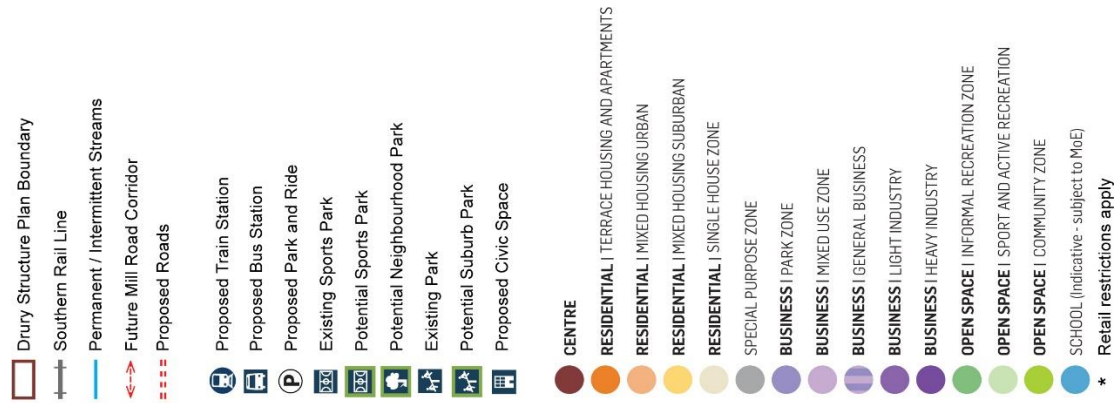 Drury Structure Plan Boundary
Southern Rail Line
Permanent / Intermittent Streams
Future Mill Road Corridor
Proposed Roads
Proposed Train Station
Proposed Bus Station
P Proposed Park and Ride
Existing Sports Park
Potential Sports Park
Potential Neighbourhood Park
Existing Park
Potential Suburb Park
Proposed Civic Space
CENTRE
RESIDENTIAL | TERRACE HOUSING AND APARTMENTS
RESIDENTIAL | MIXED HOUSING URBAN
RESIDENTIAL | MIXED HOUSING SUBURBAN
RESIDENTIAL | SINGLE HOUSE ZONE
SPECIAL PURPOSE ZONE
BUSINESS | PARK ZONE
BUSINESS | MIXED USE ZONE
BUSINESS | GENERAL BUSINESS
BUSINESS | LIGHT INDUSTRY
BUSINESS | HEAVY INDUSTRY
OPEN SPACE | INFORMAL RECREATION ZONE
OPEN SPACE | SPORT AND ACTIVE RECREATION
OPEN SPACE | COMMUNITY ZONE
SCHOOL (Indicative - subject to MoE)
* Retail restrictions apply